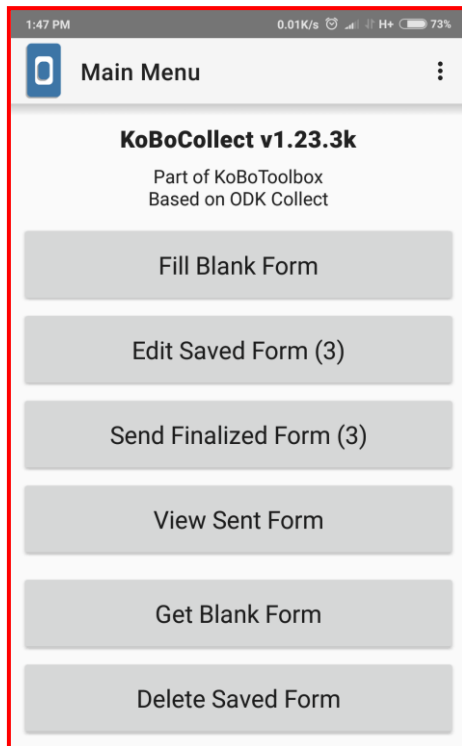 1:47 PM 0.01K/s H+ 73%
Main Menu
KoBoCollect v1.23.3k
Part of KoBoToolbox
Based on ODK Collect
Fill Blank Form
Edit Saved Form (3)
Send Finalized Form (3)
View Sent Form
Get Blank Form
Delete Saved Form